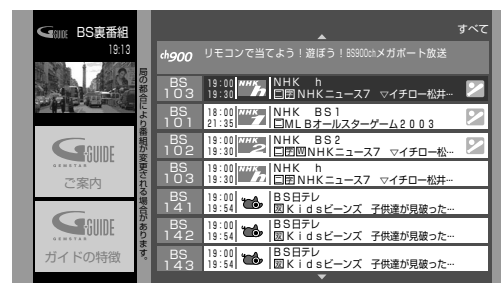 GUIDE BS裏番組
19:13
すべて
ch900 リモコンで当てよう！遊ぼう！BS900chメガポート放送
局の都合により番組が変更される場合があります。
GUIDE
GEMSTAR
ご案内
GUIDE
GEMSTAR
ガイドの特徴
BS 103 19:00 19:30 NHK h NHK h
NHKニュース7 ▽イチロー松井…
BS 101 18:00 21:35 NHK 7 NHK BS1
MLBオールスターゲーム2003
BS 102 19:00 19:30 NHK 2 NHK BS2
NHKニュース7 ▽イチロー松…
BS 103 19:00 19:30 NHK h NHK h
NHKニュース7 ▽イチロー松井…
BS 141 19:00 19:54 BS日テレ
Kidsビーンズ 子供達が見破った…
BS 142 19:00 19:54 BS日テレ
Kidsビーンズ 子供達が見破った…
BS 143 19:00 19:54 BS日テレ
Kidsビーンズ 子供達が見破った…